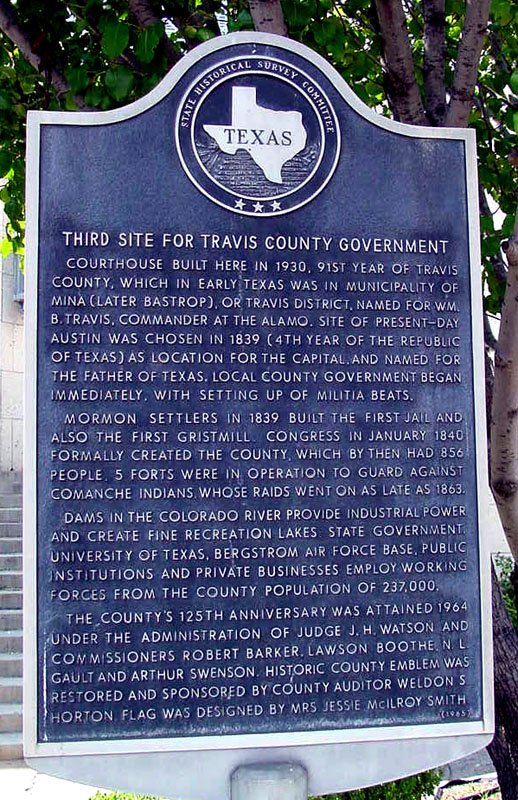 STATE HISTORICAL SURVEY COMMITTEE
TEXAS
THIRD SITE FOR TRAVIS COUNTY GOVERNMENT
COURTHOUSE BUILT HERE IN 1930, 91ST YEAR OF TRAVIS
COUNTY, WHICH IN EARLY TEXAS WAS IN MUNICIPALITY OF
MINA (LATER BASTROP), OR TRAVIS DISTRICT, NAMED FOR WM.
B. TRAVIS, COMMANDER AT THE ALAMO. SITE OF PRESENT-DAY
AUSTIN WAS CHOSEN IN 1839 (4TH YEAR OF THE REPUBLIC
OF TEXAS) AS LOCATION FOR THE CAPITAL, AND NAMED FOR
THE FATHER OF TEXAS. LOCAL COUNTY GOVERNMENT BEGAN
IMMEDIATELY, WITH SETTING UP OF MILITIA BEATS.
MORMON SETTLERS IN 1839 BUILT THE FIRST JAIL AND
ALSO THE FIRST GRISTMILL. CONGRESS IN JANUARY 1840
FORMALLY CREATED THE COUNTY, WHICH BY THEN HAD 856
PEOPLE. 5 FORTS WERE IN OPERATION TO GUARD AGAINST
COMANCHE INDIANS, WHOSE RAIDS WENT ON AS LATE AS 1863.
DAMS IN THE COLORADO RIVER PROVIDE INDUSTRIAL POWER
AND CREATE FINE RECREATION LAKES. STATE GOVERNMENT,
UNIVERSITY OF TEXAS, BERGSTROM AIR FORCE BASE, PUBLIC
INSTITUTIONS AND PRIVATE BUSINESSES EMPLOY WORKING
FORCES FROM THE COUNTY POPULATION OF 237,000.
THE COUNTY'S 125TH ANNIVERSARY WAS ATTAINED 1964
UNDER THE ADMINISTRATION OF JUDGE J. H. WATSON AND
COMMISSIONERS ROBERT BARKER, LAWSON BOOTHE, N. L.
GAULT AND ARTHUR SWENSON. HISTORIC COUNTY EMBLEM WAS
RESTORED AND SPONSORED BY COUNTY AUDITOR WELDON S.
HORTON FLAG WAS DESIGNED BY MRS JESSIE McILROY SMITH
(1965)